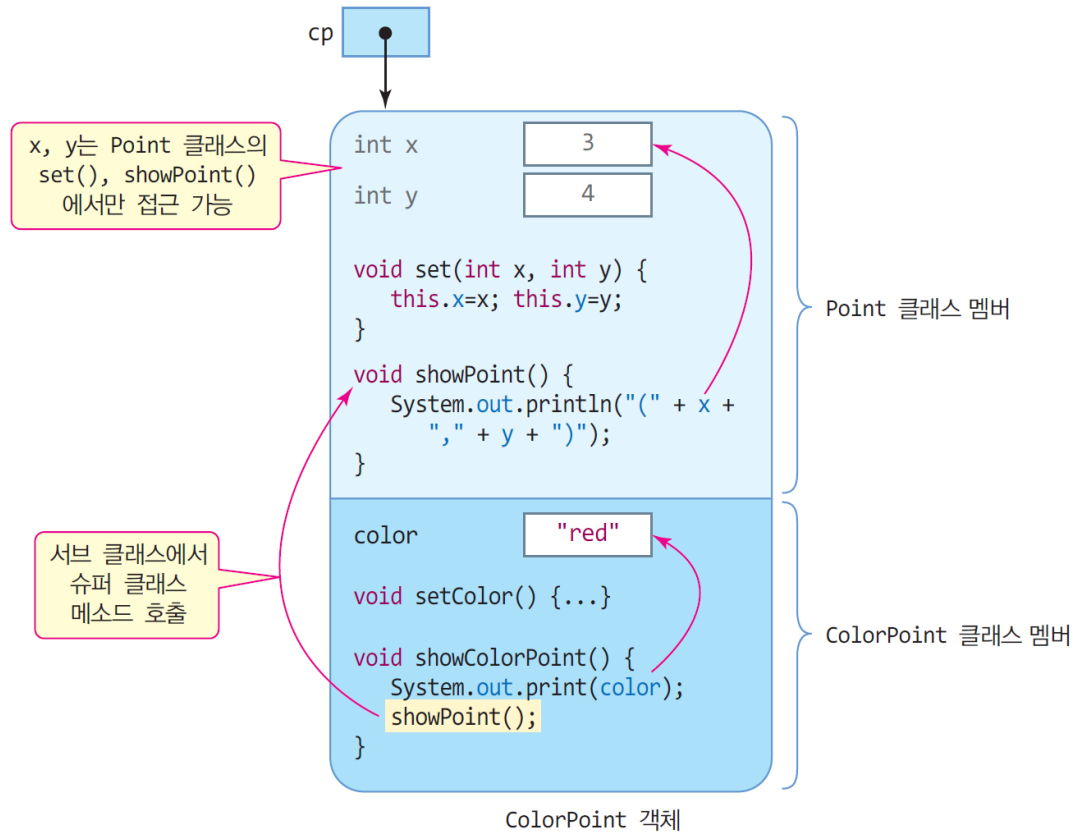 cp
x, y는 Point 클래스의
set(), showPoint()
에서만 접근 가능
int x
3
int y
4
void set(int x, int y) {
this.x=x; this.y=y;
}
void showPoint() {
System.out.println("(" + x +
"," + y + ")");
}
Point 클래스 멤버
서브 클래스에서
슈퍼 클래스
메소드 호출
color
"red"
void setColor() {...}
void showColorPoint() {
System.out.print(color);
showPoint();
}
ColorPoint 클래스 멤버
ColorPoint 객체